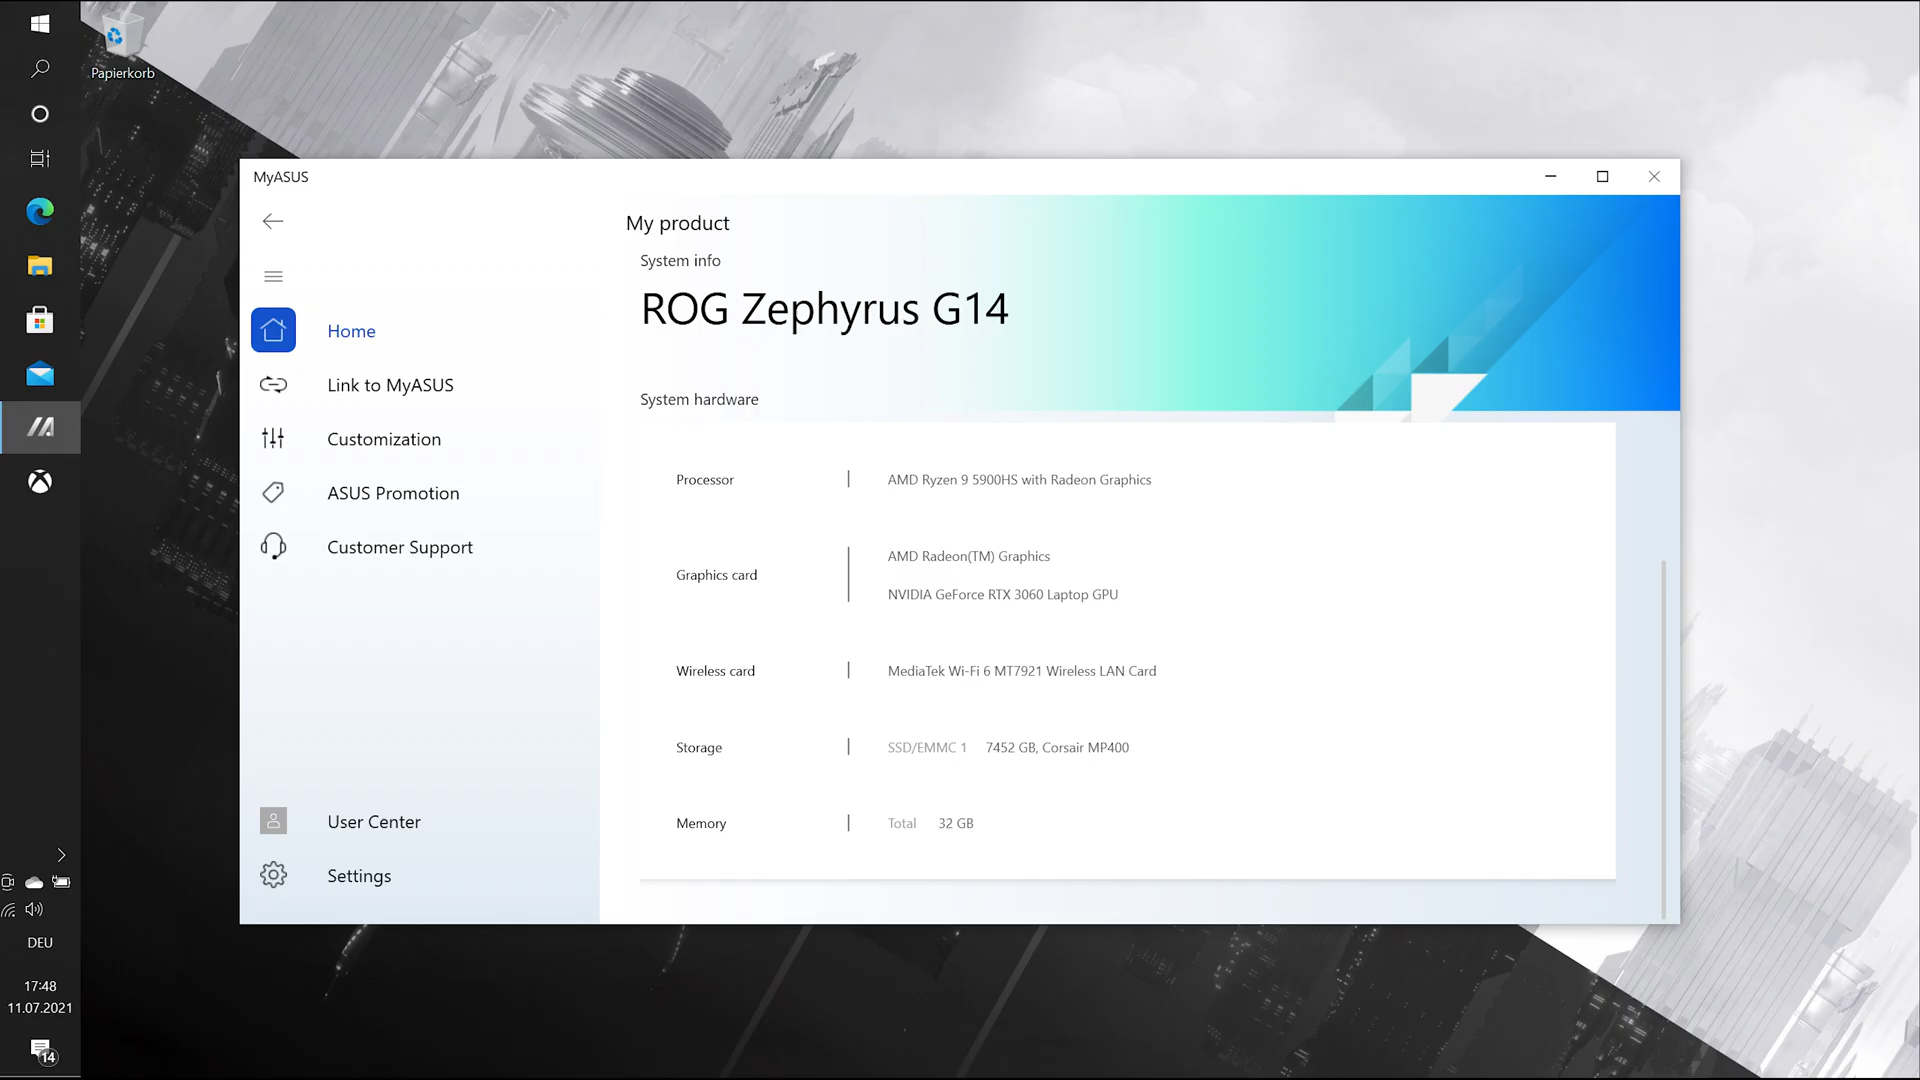 Papierkorb
MyASUS
My product
System info
ROG Zephyrus G14
Home
Link to MyASUS
Customization
ASUS Promotion
Customer Support
User Center
Settings
System hardware
Processor | AMD Ryzen 9 5900HS with Radeon Graphics
Graphics card | AMD Radeon(TM) Graphics
NVIDIA GeForce RTX 3060 Laptop GPU
Wireless card | MediaTek Wi-Fi 6 MT7921 Wireless LAN Card
Storage | SSD/EMMC 1 7452 GB, Corsair MP400
Memory | Total 32 GB
DEU
17:48
11.07.2021
14